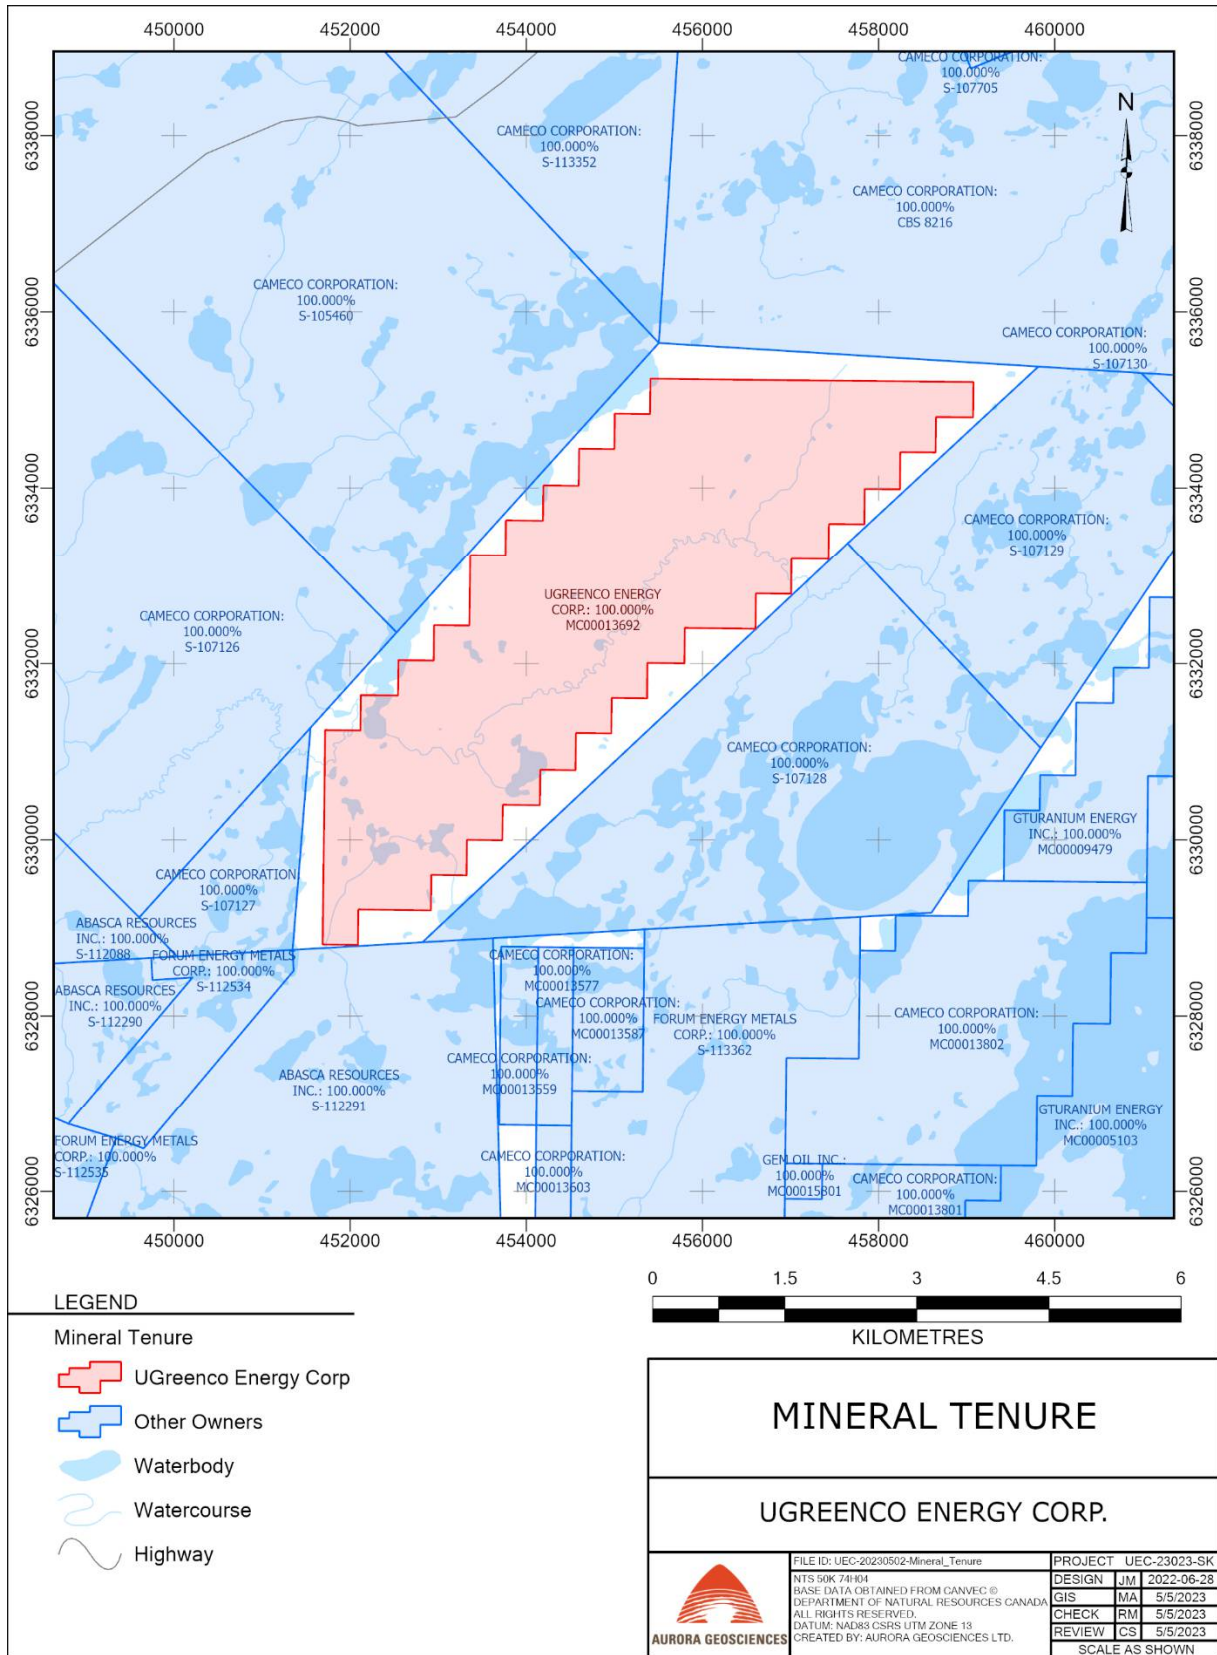 450000 452000 454000 456000 458000 460000
CAMECO CORPORATION:
100.000%
S-107705
N
6338000
6338000
CAMECO CORPORATION:
100.000%
S-113352
CAMECO CORPORATION:
100.000%
CBS 8216
CAMECO CORPORATION:
100.000%
S-105460
6336000
6336000
CAMECO CORPORATION:
100.000%
S-107130
6334000
6334000
CAMECO CORPORATION:
100.000%
S-107129
UGREENCO ENERGY
CORP.: 100.000%
MC00013692
CAMECO CORPORATION:
100.000%
S-107126
6332000
6332000
CAMECO CORPORATION:
100.000%
S-107128
6330000
6330000
GTURANIUM ENERGY
INC.: 100.000%
MC00009479
CAMECO CORPORATION:
100.000%
S-107127
ABASCA RESOURCES
INC.: 100.000%
S-112088
FORUM ENERGY METALS
CORP.: 100.000%
S-112534
ABASCA RESOURCES
INC.: 100.000%
S-112290
CAMECO CORPORATION:
100.000%
MC00013577
CAMECO CORPORATION:
100.000%
MC00013587
FORUM ENERGY METALS
CORP.: 100.000%
S-113362
CAMECO CORPORATION:
100.000%
MC00013802
6328000
6328000
CAMECO CORPORATION:
100.000%
MC00013559
ABASCA RESOURCES
INC.: 100.000%
S-112291
GTURANIUM ENERGY
INC.: 100.000%
MC00005103
FORUM ENERGY METALS
CORP.: 100.000%
S-112535
CAMECO CORPORATION:
100.000%
MC00013603
GEM OIL INC.:
100.000%
MC00015801
CAMECO CORPORATION:
100.000%
MC00013801
6326000
6326000
450000 452000 454000 456000 458000 460000
0 1.5 3 4.5 6
KILOMETRES
LEGEND
Mineral Tenure
UGreenco Energy Corp
Other Owners
Waterbody
Watercourse
Highway
MINERAL TENURE
UGREENCO ENERGY CORP.
AURORA GEOSCIENCES
FILE ID: UEC-20230502-Mineral_Tenure
NTS 50K 74H04
BASE DATA OBTAINED FROM CANVEC ©
DEPARTMENT OF NATURAL RESOURCES CANADA
ALL RIGHTS RESERVED.
DATUM: NAD83 CSRS UTM ZONE 13
CREATED BY: AURORA GEOSCIENCES LTD.
PROJECT UEC-23023-SK
DESIGN JM 2022-06-28
GIS MA 5/5/2023
CHECK RM 5/5/2023
REVIEW CS 5/5/2023
SCALE AS SHOWN